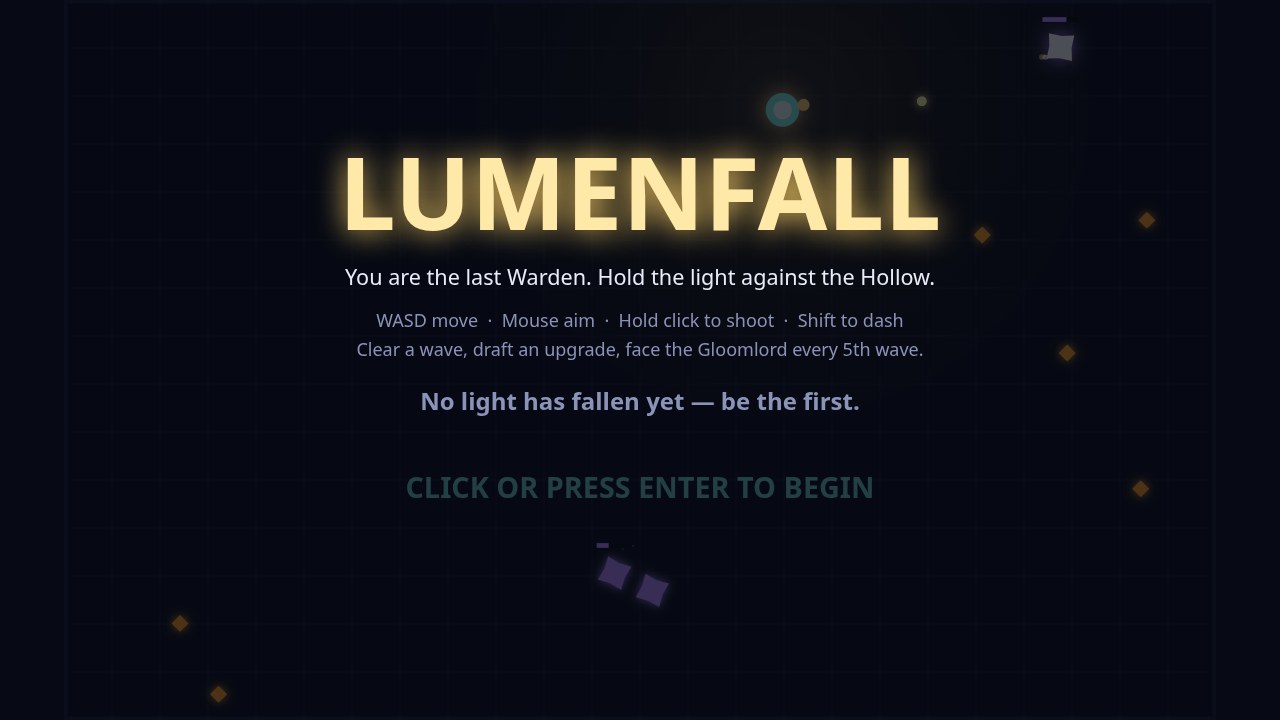 LUMENFALL
You are the last Warden. Hold the light against the Hollow.
WASD move · Mouse aim · Hold click to shoot · Shift to dash
Clear a wave, draft an upgrade, face the Gloomlord every 5th wave.
No light has fallen yet — be the first.
CLICK OR PRESS ENTER TO BEGIN